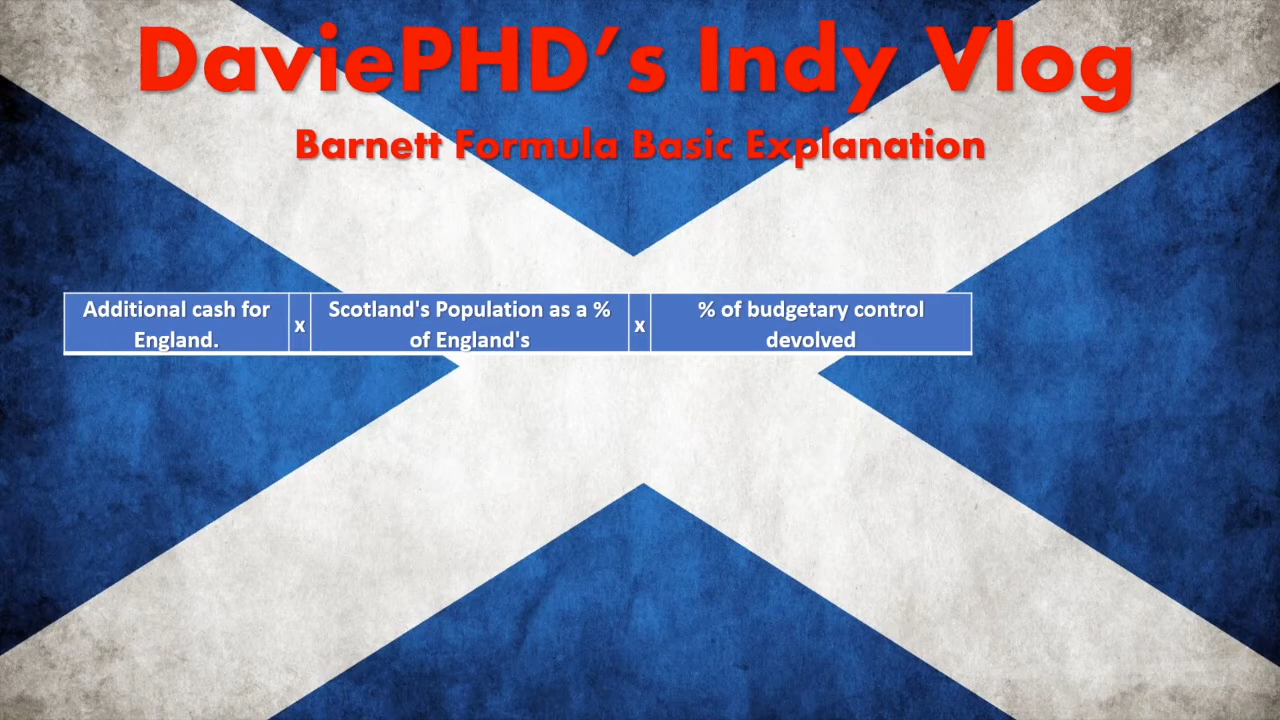 DaviePHD’s Indy Vlog
Barnett Formula Basic Explanation
Additional cash for
England.
x
Scotland's Population as a %
of England's
x
% of budgetary control
devolved